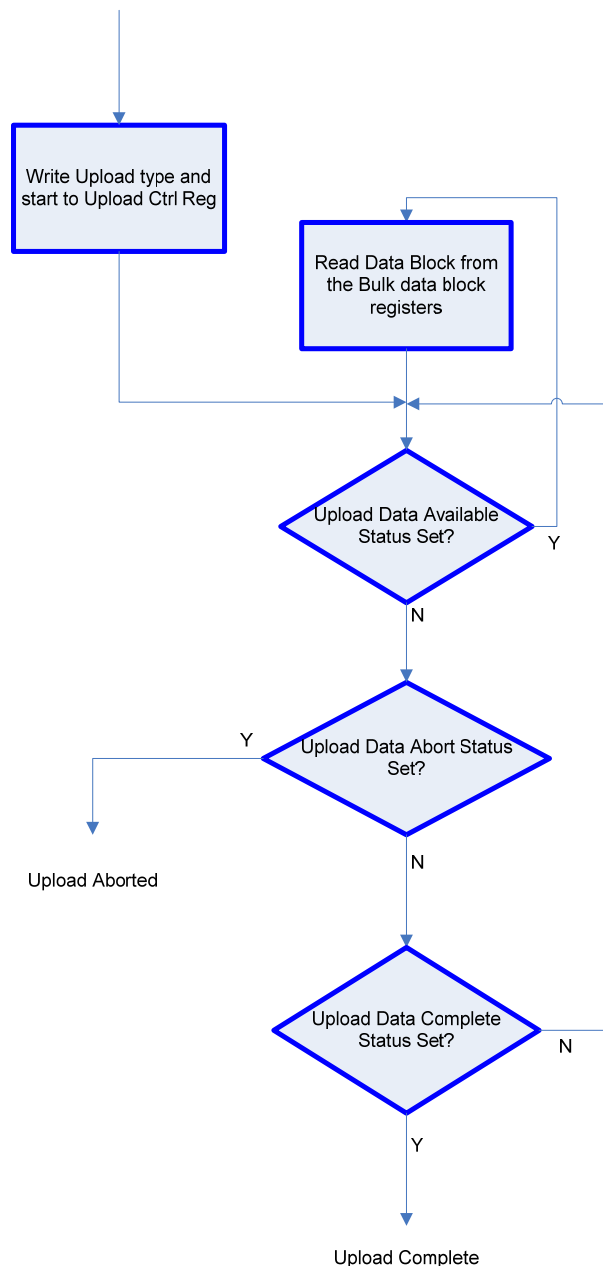 Write Upload type and
start to Upload Ctrl Reg
Read Data Block from
the Bulk data block
registers
Upload Data Available
Status Set?
Y
N
Upload Data Abort Status
Set?
Y
Upload Aborted
N
Upload Data Complete
Status Set?
N
Y
Upload Complete